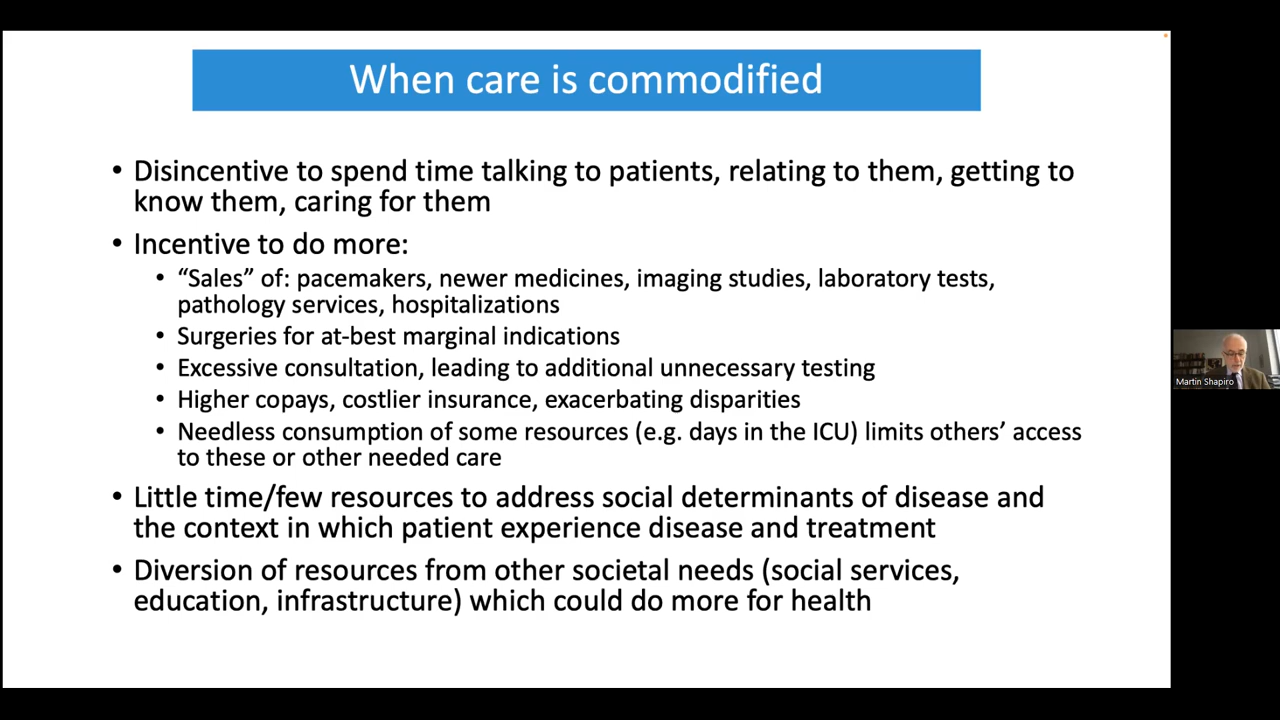 When care is commodified
• Disincentive to spend time talking to patients, relating to them, getting to
know them, caring for them
• Incentive to do more:
• “Sales” of: pacemakers, newer medicines, imaging studies, laboratory tests,
pathology services, hospitalizations
• Surgeries for at-best marginal indications
• Excessive consultation, leading to additional unnecessary testing
• Higher copays, costlier insurance, exacerbating disparities
• Needless consumption of some resources (e.g. days in the ICU) limits others’ access
to these or other needed care
• Little time/few resources to address social determinants of disease and
the context in which patient experience disease and treatment
• Diversion of resources from other societal needs (social services,
education, infrastructure) which could do more for health
Martin Shapiro